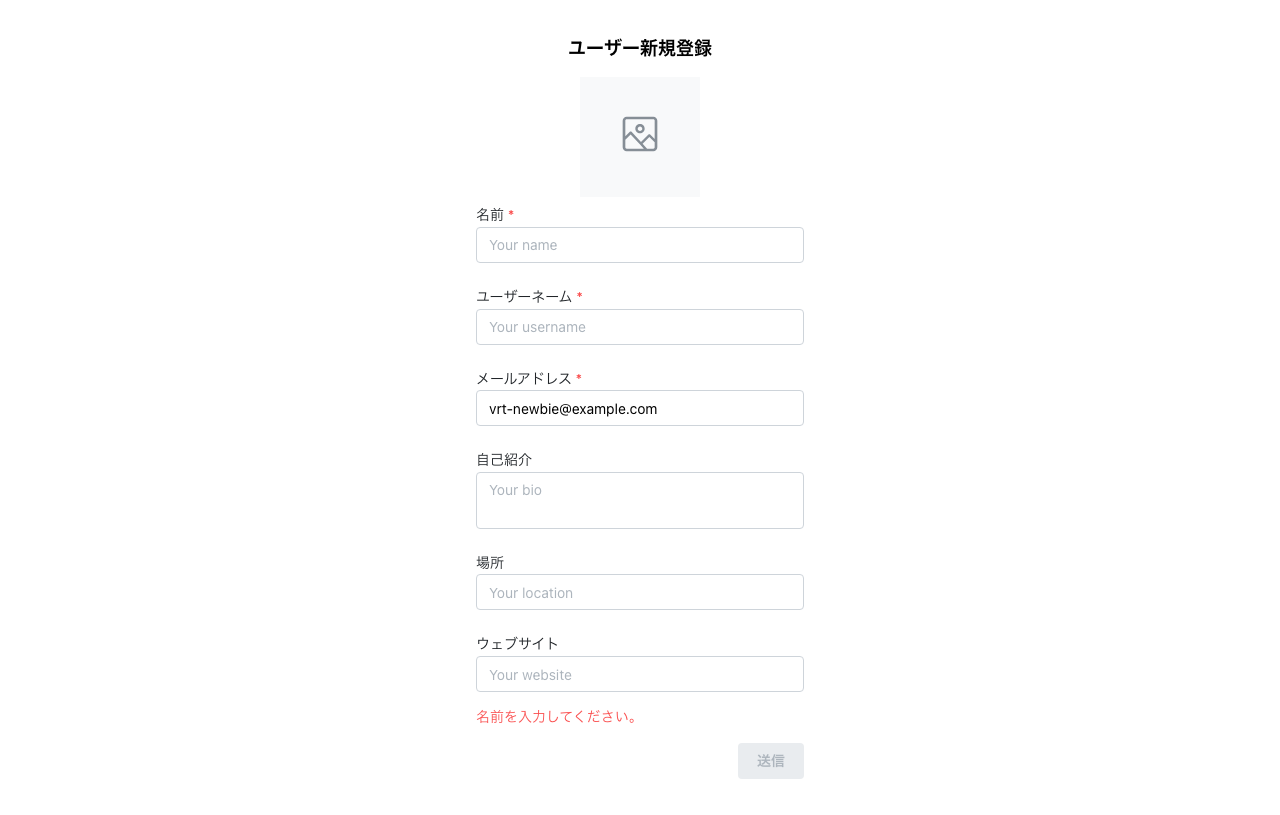 ユーザー新規登録
名前 *
Your name
ユーザーネーム *
Your username
メールアドレス *
vrt-newbie@example.com
自己紹介
Your bio
場所
Your location
ウェブサイト
Your website
名前を入力してください。
送信